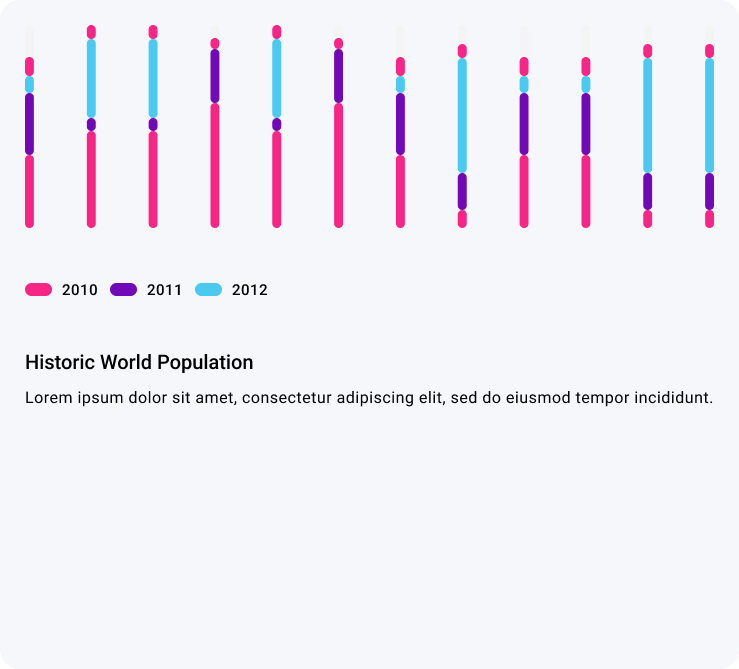 2010 2011 2012
Historic World Population
Lorem ipsum dolor sit amet, consectetur adipiscing elit, sed do eiusmod tempor incididunt.